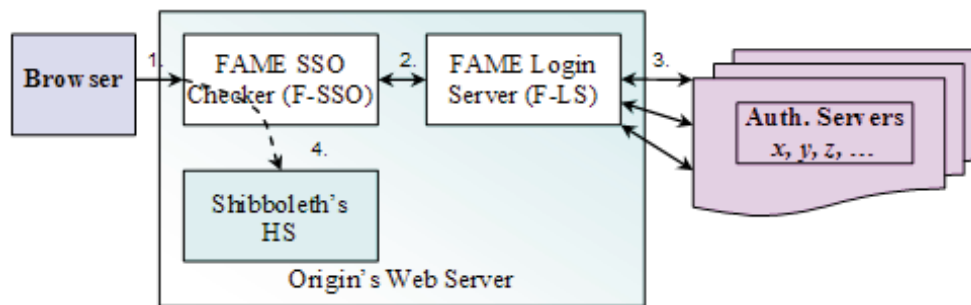 Browser
1.
FAME SSO
Checker (F-SSO)
2.
FAME Login
Server (F-LS)
3.
Auth. Servers
x, y, z, ...
4.
Shibboleth's
HS
Origin's Web Server